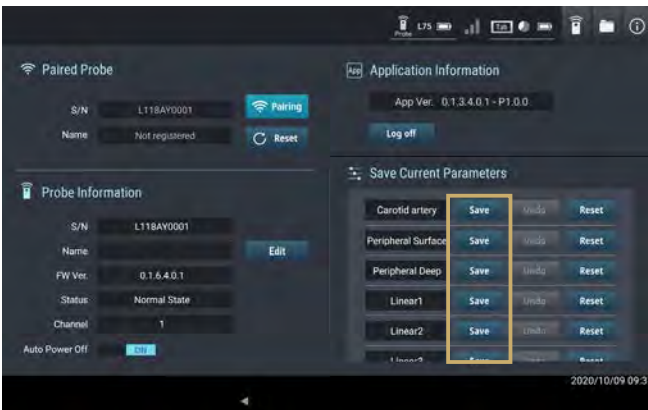 Probe L75 Tab
Paired Probe
S/N L118AY0001 Pairing
Name Not registered Reset
Probe Information
S/N L118AY0001
Name Edit
FW Ver. 0.1.6.4.0.1
Status Normal State
Channel 1
Auto Power Off ON
App Application Information
App Ver. 0.1.3.4.0.1 - P1.0.0
Log off
Save Current Parameters
Carotid artery Save Undo Reset
Peripheral Surface Save Undo Reset
Peripheral Deep Save Undo Reset
Linear1 Save Undo Reset
Linear2 Save Undo Reset
Linear3 Save Reset
2020/10/09 09:3